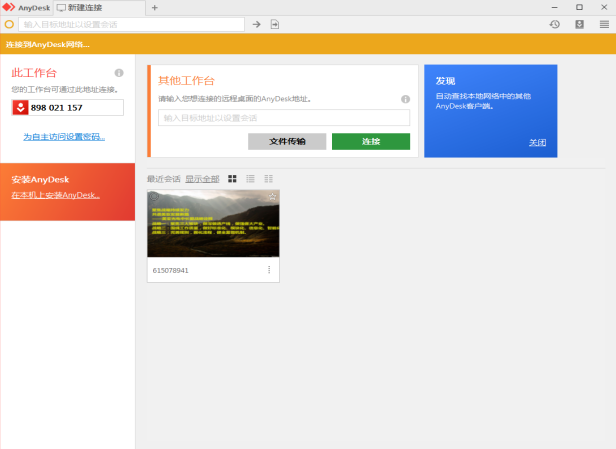 AnyDesk 新建连接 +
输入目标地址以设置会话
连接到AnyDesk网络...
此工作台
您的工作台可通过此地址连接。
898 021 157
为自主访问设置密码...
安装AnyDesk
在本机上安装AnyDesk...
其他工作台
请输入您想连接的远程桌面的AnyDesk地址。
输入目标地址以设置会话
文件传输 连接
发现
自动查找本地网络中的其他
AnyDesk客户端。
关闭
最近会话 显示全部
615078941